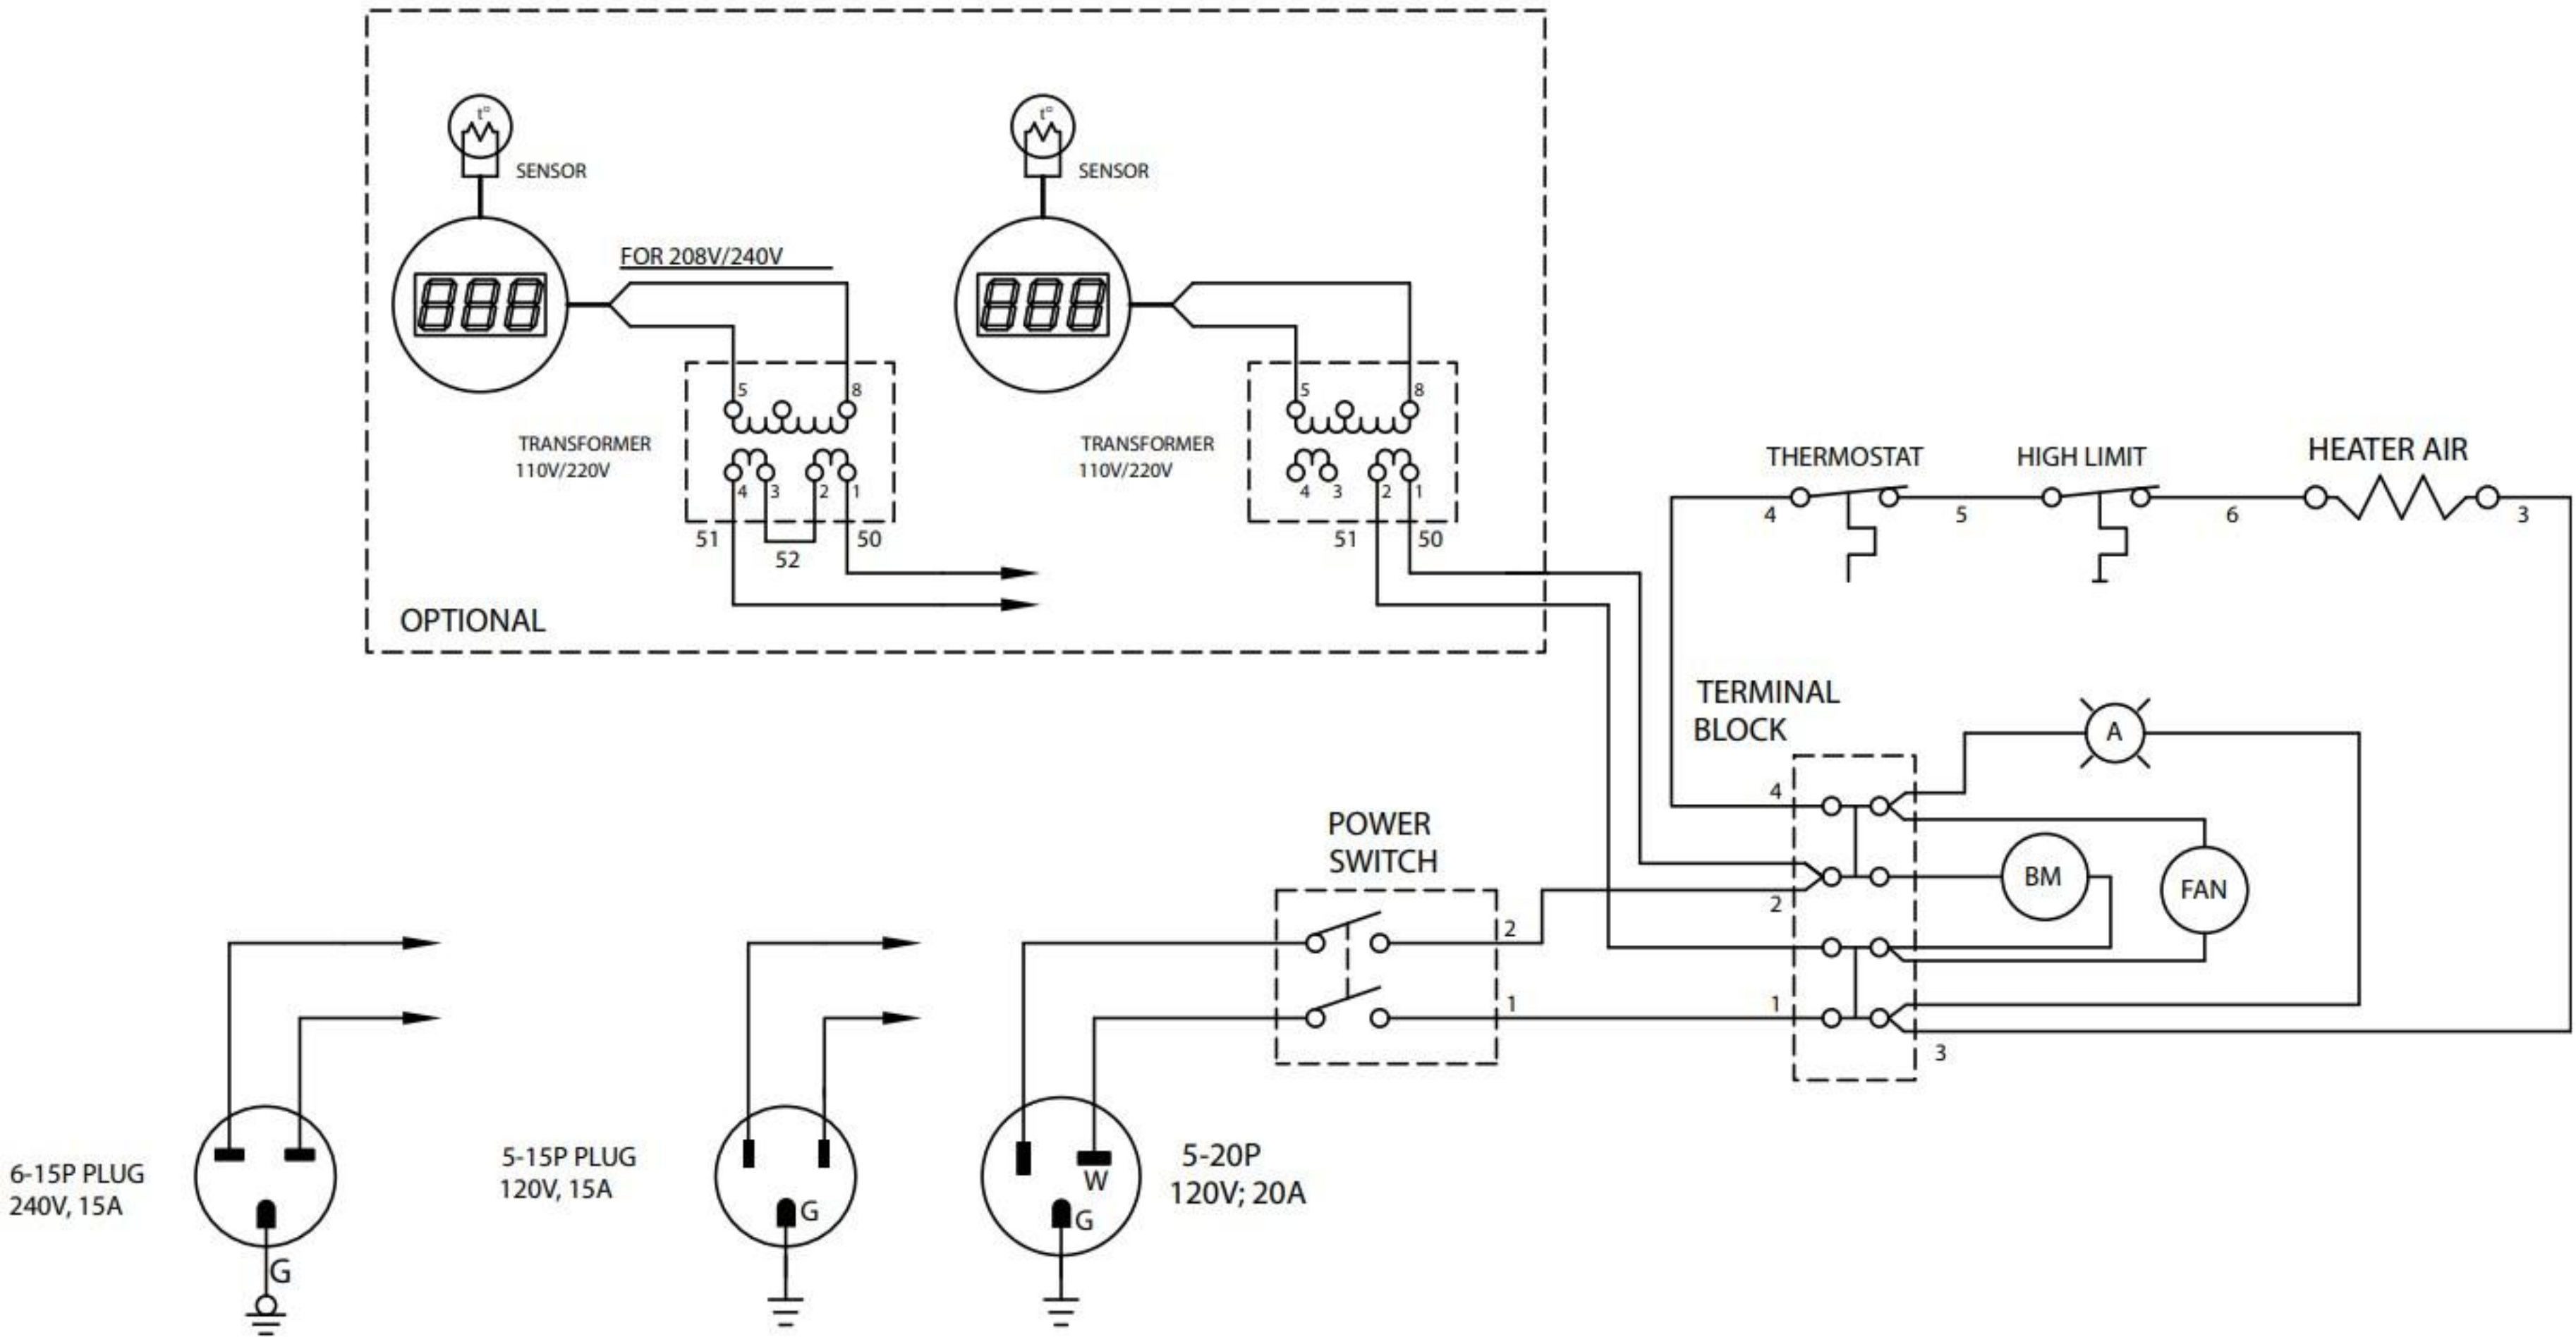 t°
SENSOR
888
FOR 208V/240V
5
8
TRANSFORMER
110V/220V
4
3
2
1
51
52
50
t°
SENSOR
888
5
8
TRANSFORMER
110V/220V
4
3
2
1
51
50
OPTIONAL
THERMOSTAT
HIGH LIMIT
HEATER AIR
4
5
6
3
TERMINAL
BLOCK
A
4
BM
FAN
2
1
3
POWER
SWITCH
2
1
6-15P PLUG
240V, 15A
G
5-15P PLUG
120V, 15A
G
W
G
5-20P
120V; 20A